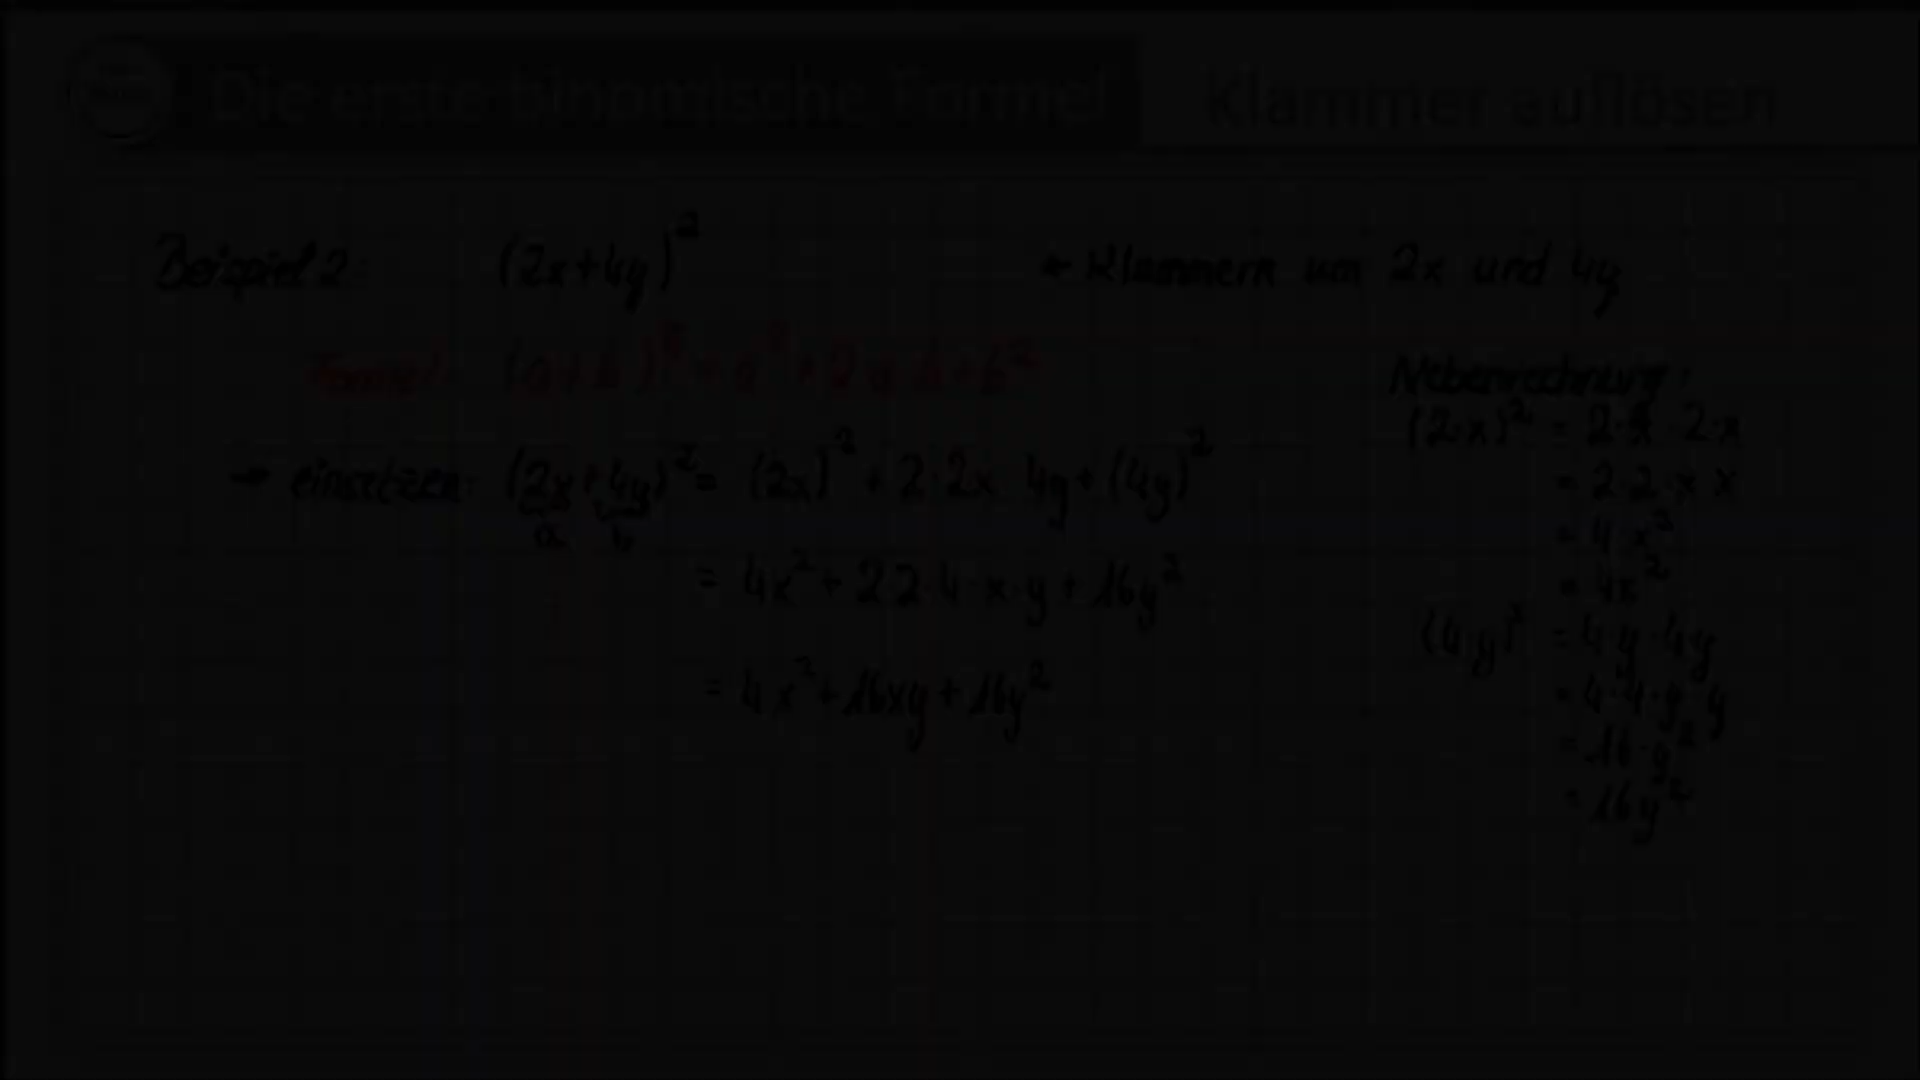 Die erste binomische Formel Klammer auflösen
Beispiel 2: (2x+4y)² → Klammern um 2x und 4y
Formel: (a+b)² = a²+2·a·b+b²
Nebenrechnung:
(2·x)² = 2·x·2·x
→ einsetzen: (2x+4y)² = (2x)² + 2·2x·4y+(4y)²
= 2·2·x·x
a b
= 4·x²
= 4x²+2·2·4·x·y+16y²
= 4x²
(4y)² = 4·y·4·y
= 4x²+16xy+16y²
= 4·4·y·y
= 16·y²
= 16y²